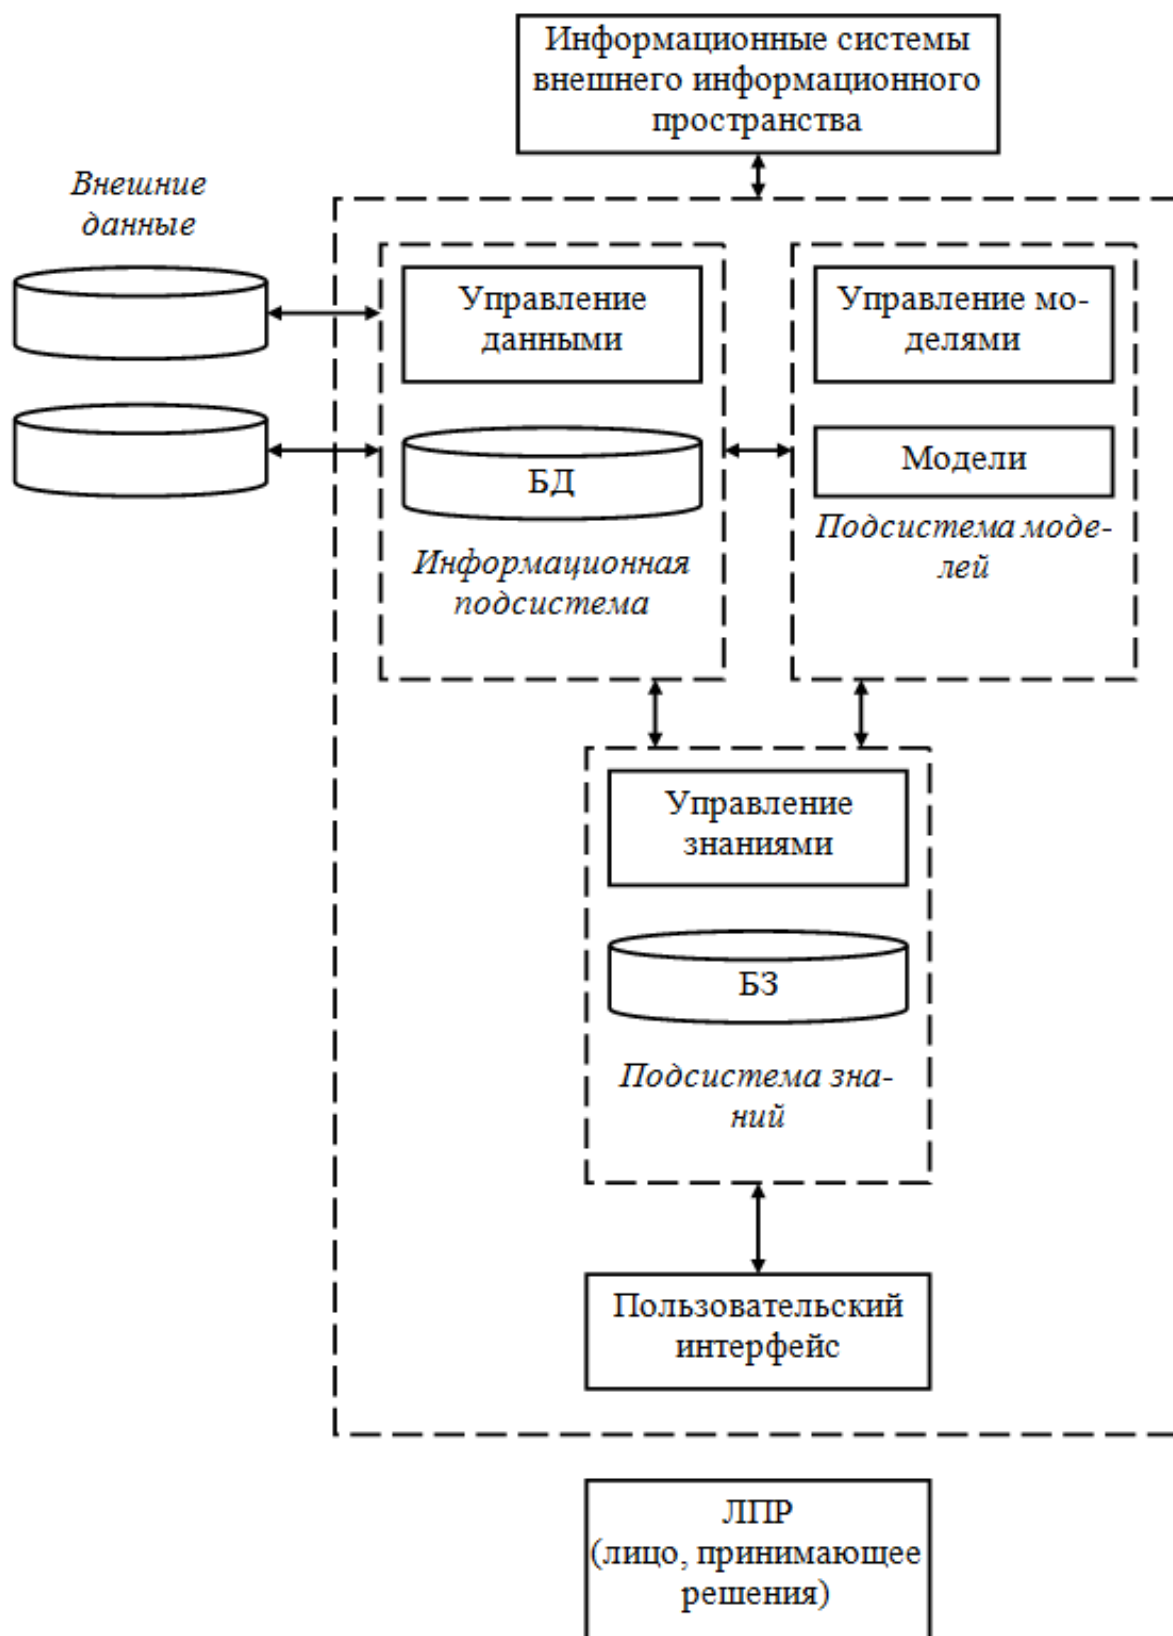 Информационные системы
внешнего информационного
пространства
Внешние
данные
Управление
данными
БД
Информационная
подсистема
Управление мо-
делями
Модели
Подсистема моде-
лей
Управление
знаниями
БЗ
Подсистема зна-
ний
Пользовательский
интерфейс
ЛПР
(лицо, принимающее
решения)